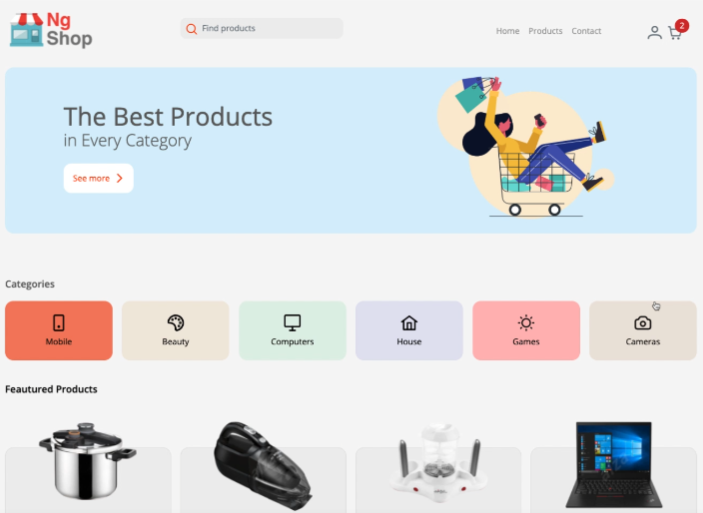 Ng
Shop
Find products
Home Products Contact
2
The Best Products
in Every Category
See more
Categories
Mobile Beauty Computers House Games Cameras
Feautured Products